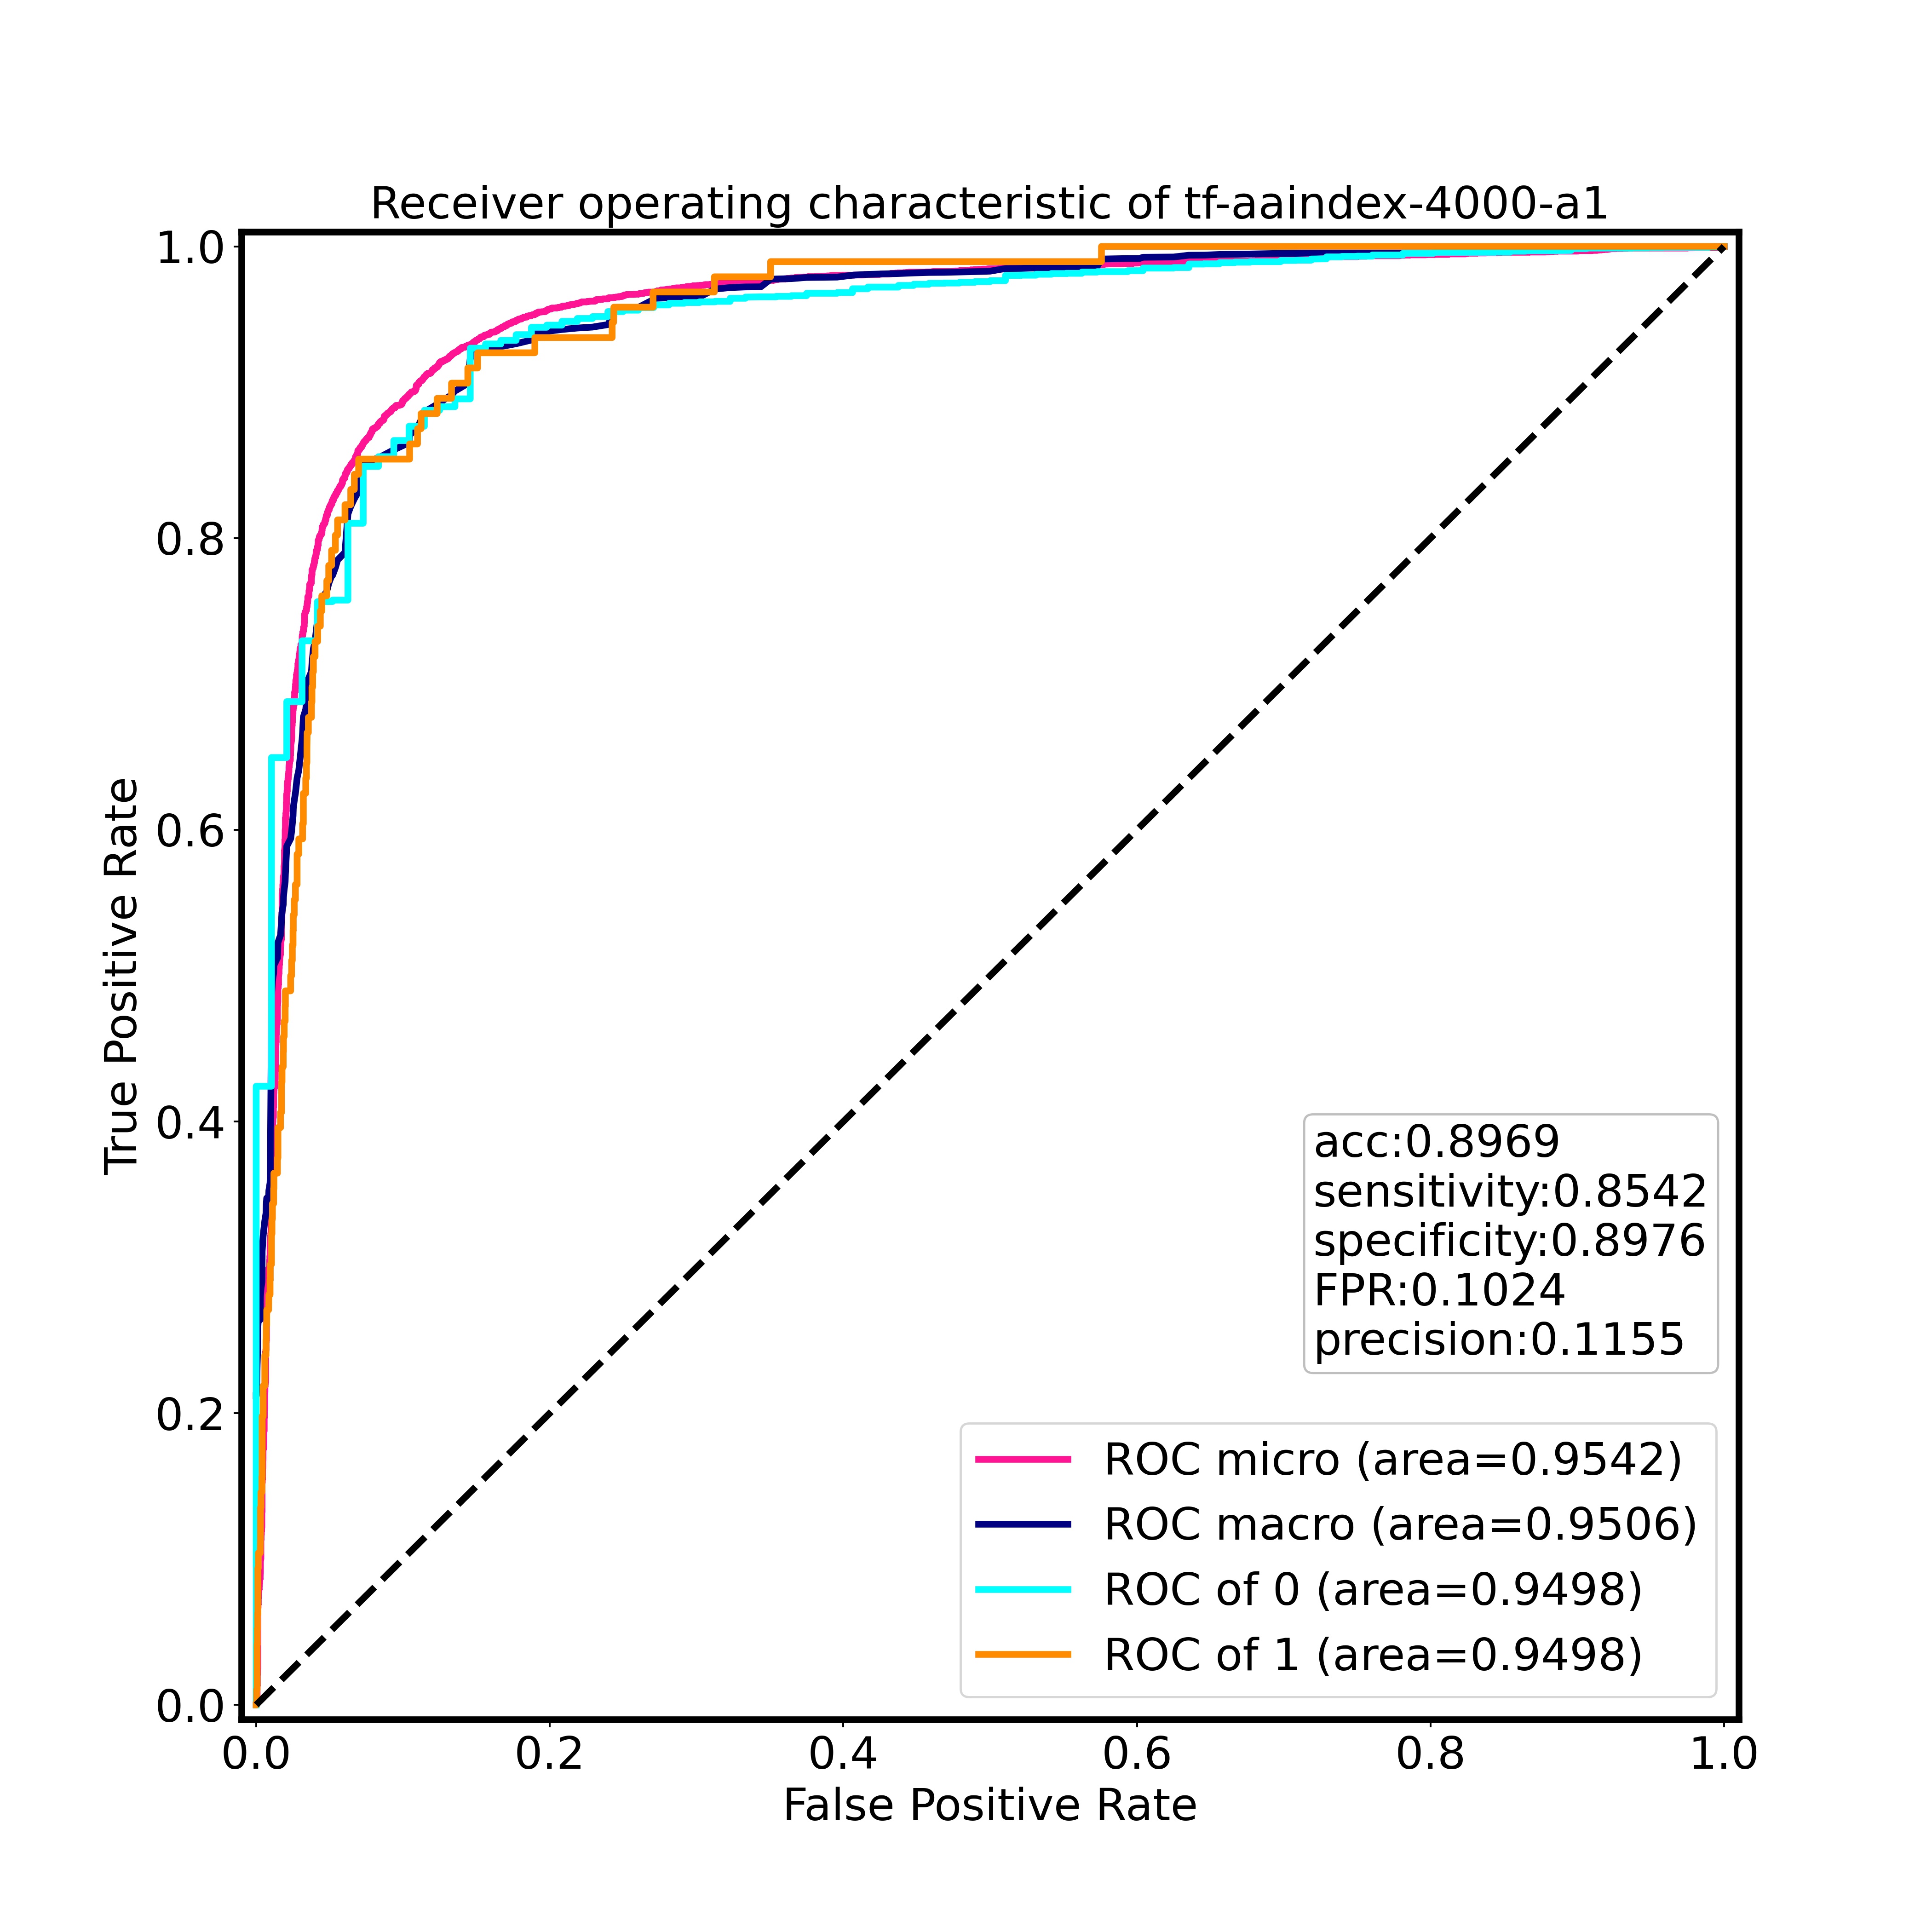 Receiver operating characteristic of tf-aaindex-4000-a1
1.0
0.8
0.6
0.4
0.2
0.0
True Positive Rate
acc:0.8969
sensitivity:0.8542
specificity:0.8976
FPR:0.1024
precision:0.1155
ROC micro (area=0.9542)
ROC macro (area=0.9506)
ROC of 0 (area=0.9498)
ROC of 1 (area=0.9498)
0.0 0.2 0.4 0.6 0.8 1.0
False Positive Rate